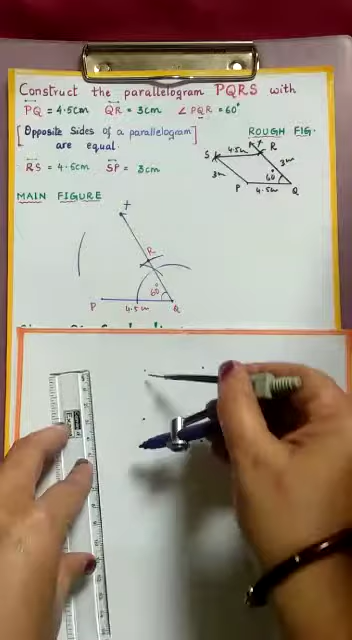 Construct the parallelogram PQRS with
PQ = 4.5cm QR = 3cm ∠ PQR = 60°
[Opposite Sides of a parallelogram]
are equal.
ROUGH FIG.
RS = 4.5cm SP = 3cm
S 4.5cm R
3cm 60° 3cm
P 4.5cm Q
MAIN FIGURE
R
60°
P 4.5cm Q